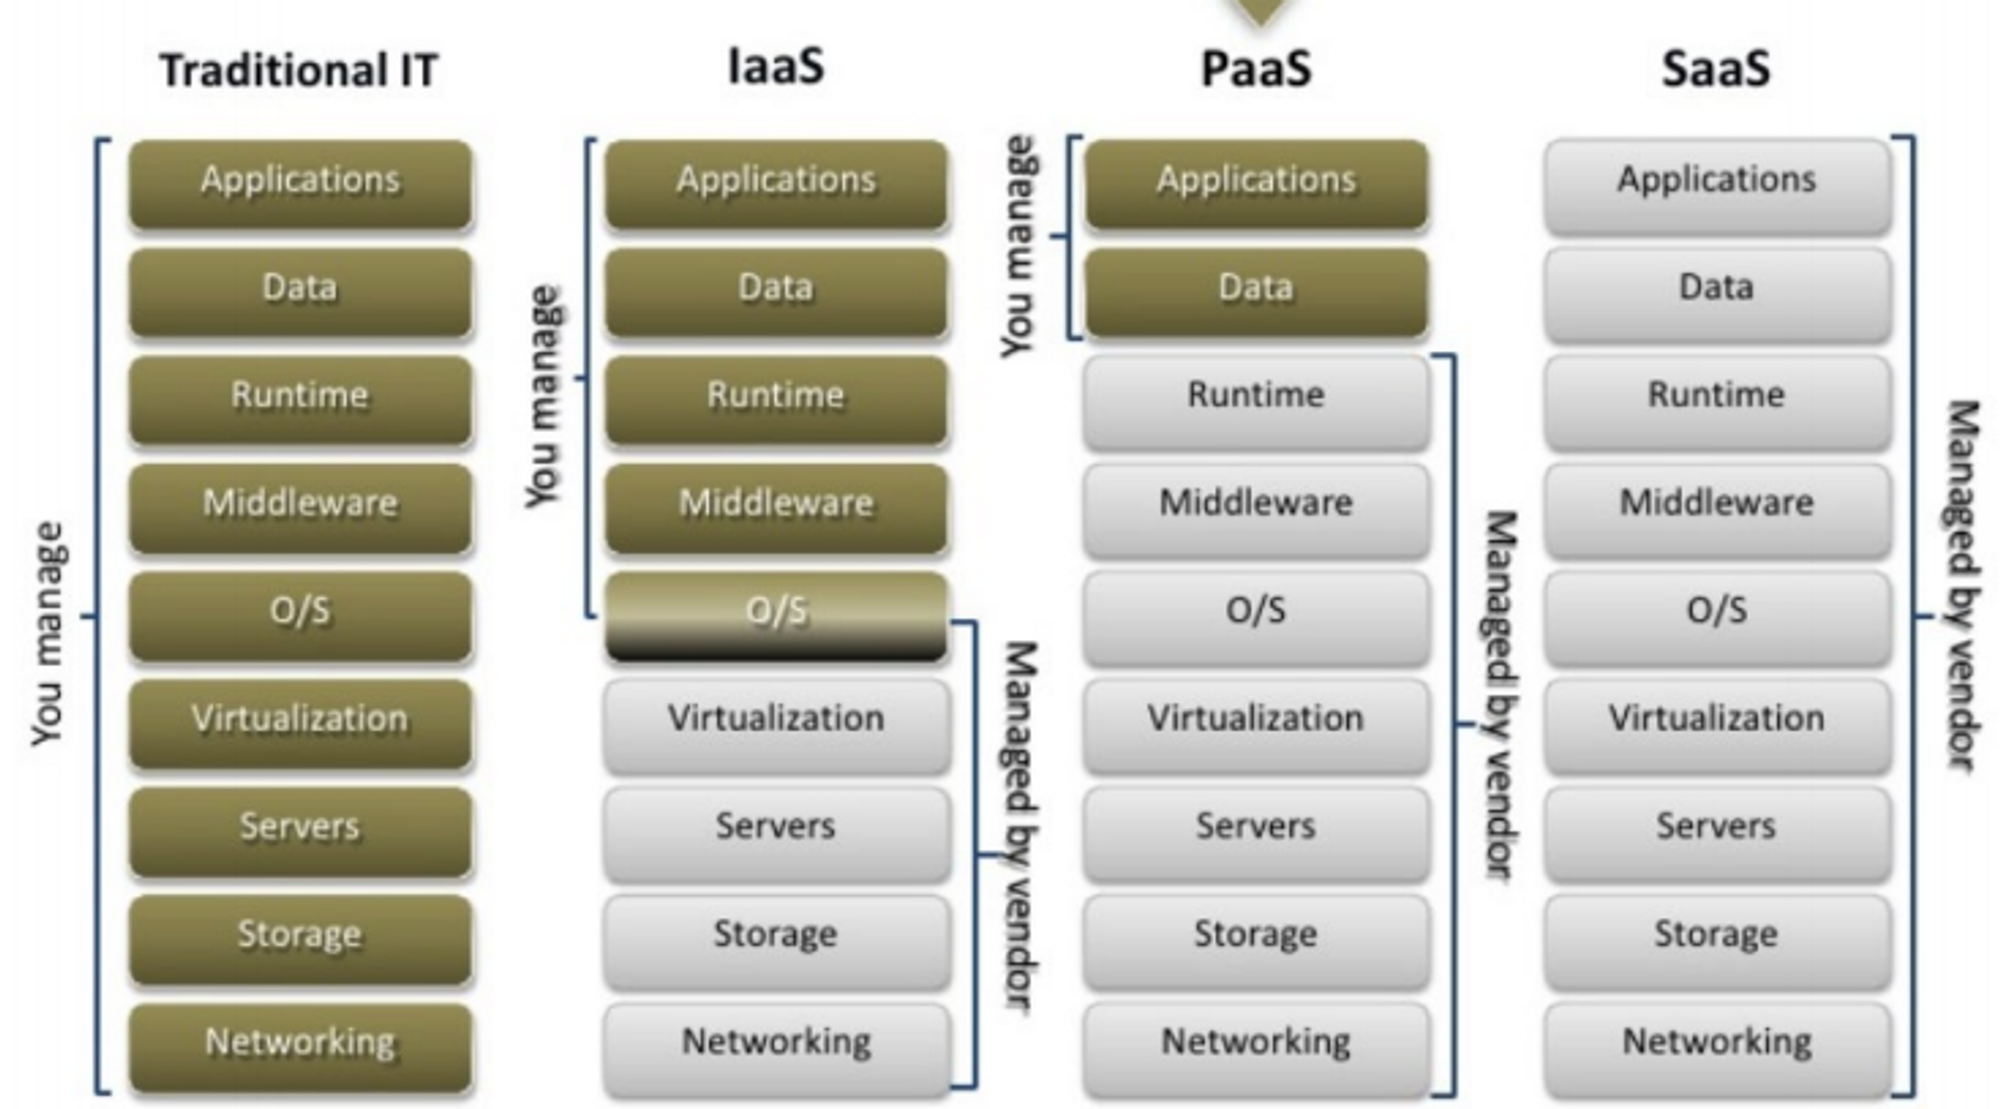 Traditional IT
IaaS
PaaS
SaaS
You manage
Applications
Data
Runtime
Middleware
O/S
Virtualization
Servers
Storage
Networking
You manage
Applications
Data
Runtime
Middleware
O/S
Virtualization
Servers
Storage
Networking
Managed by vendor
You manage
Applications
Data
Runtime
Middleware
O/S
Virtualization
Servers
Storage
Networking
Managed by vendor
Applications
Data
Runtime
Middleware
O/S
Virtualization
Servers
Storage
Networking
Managed by vendor